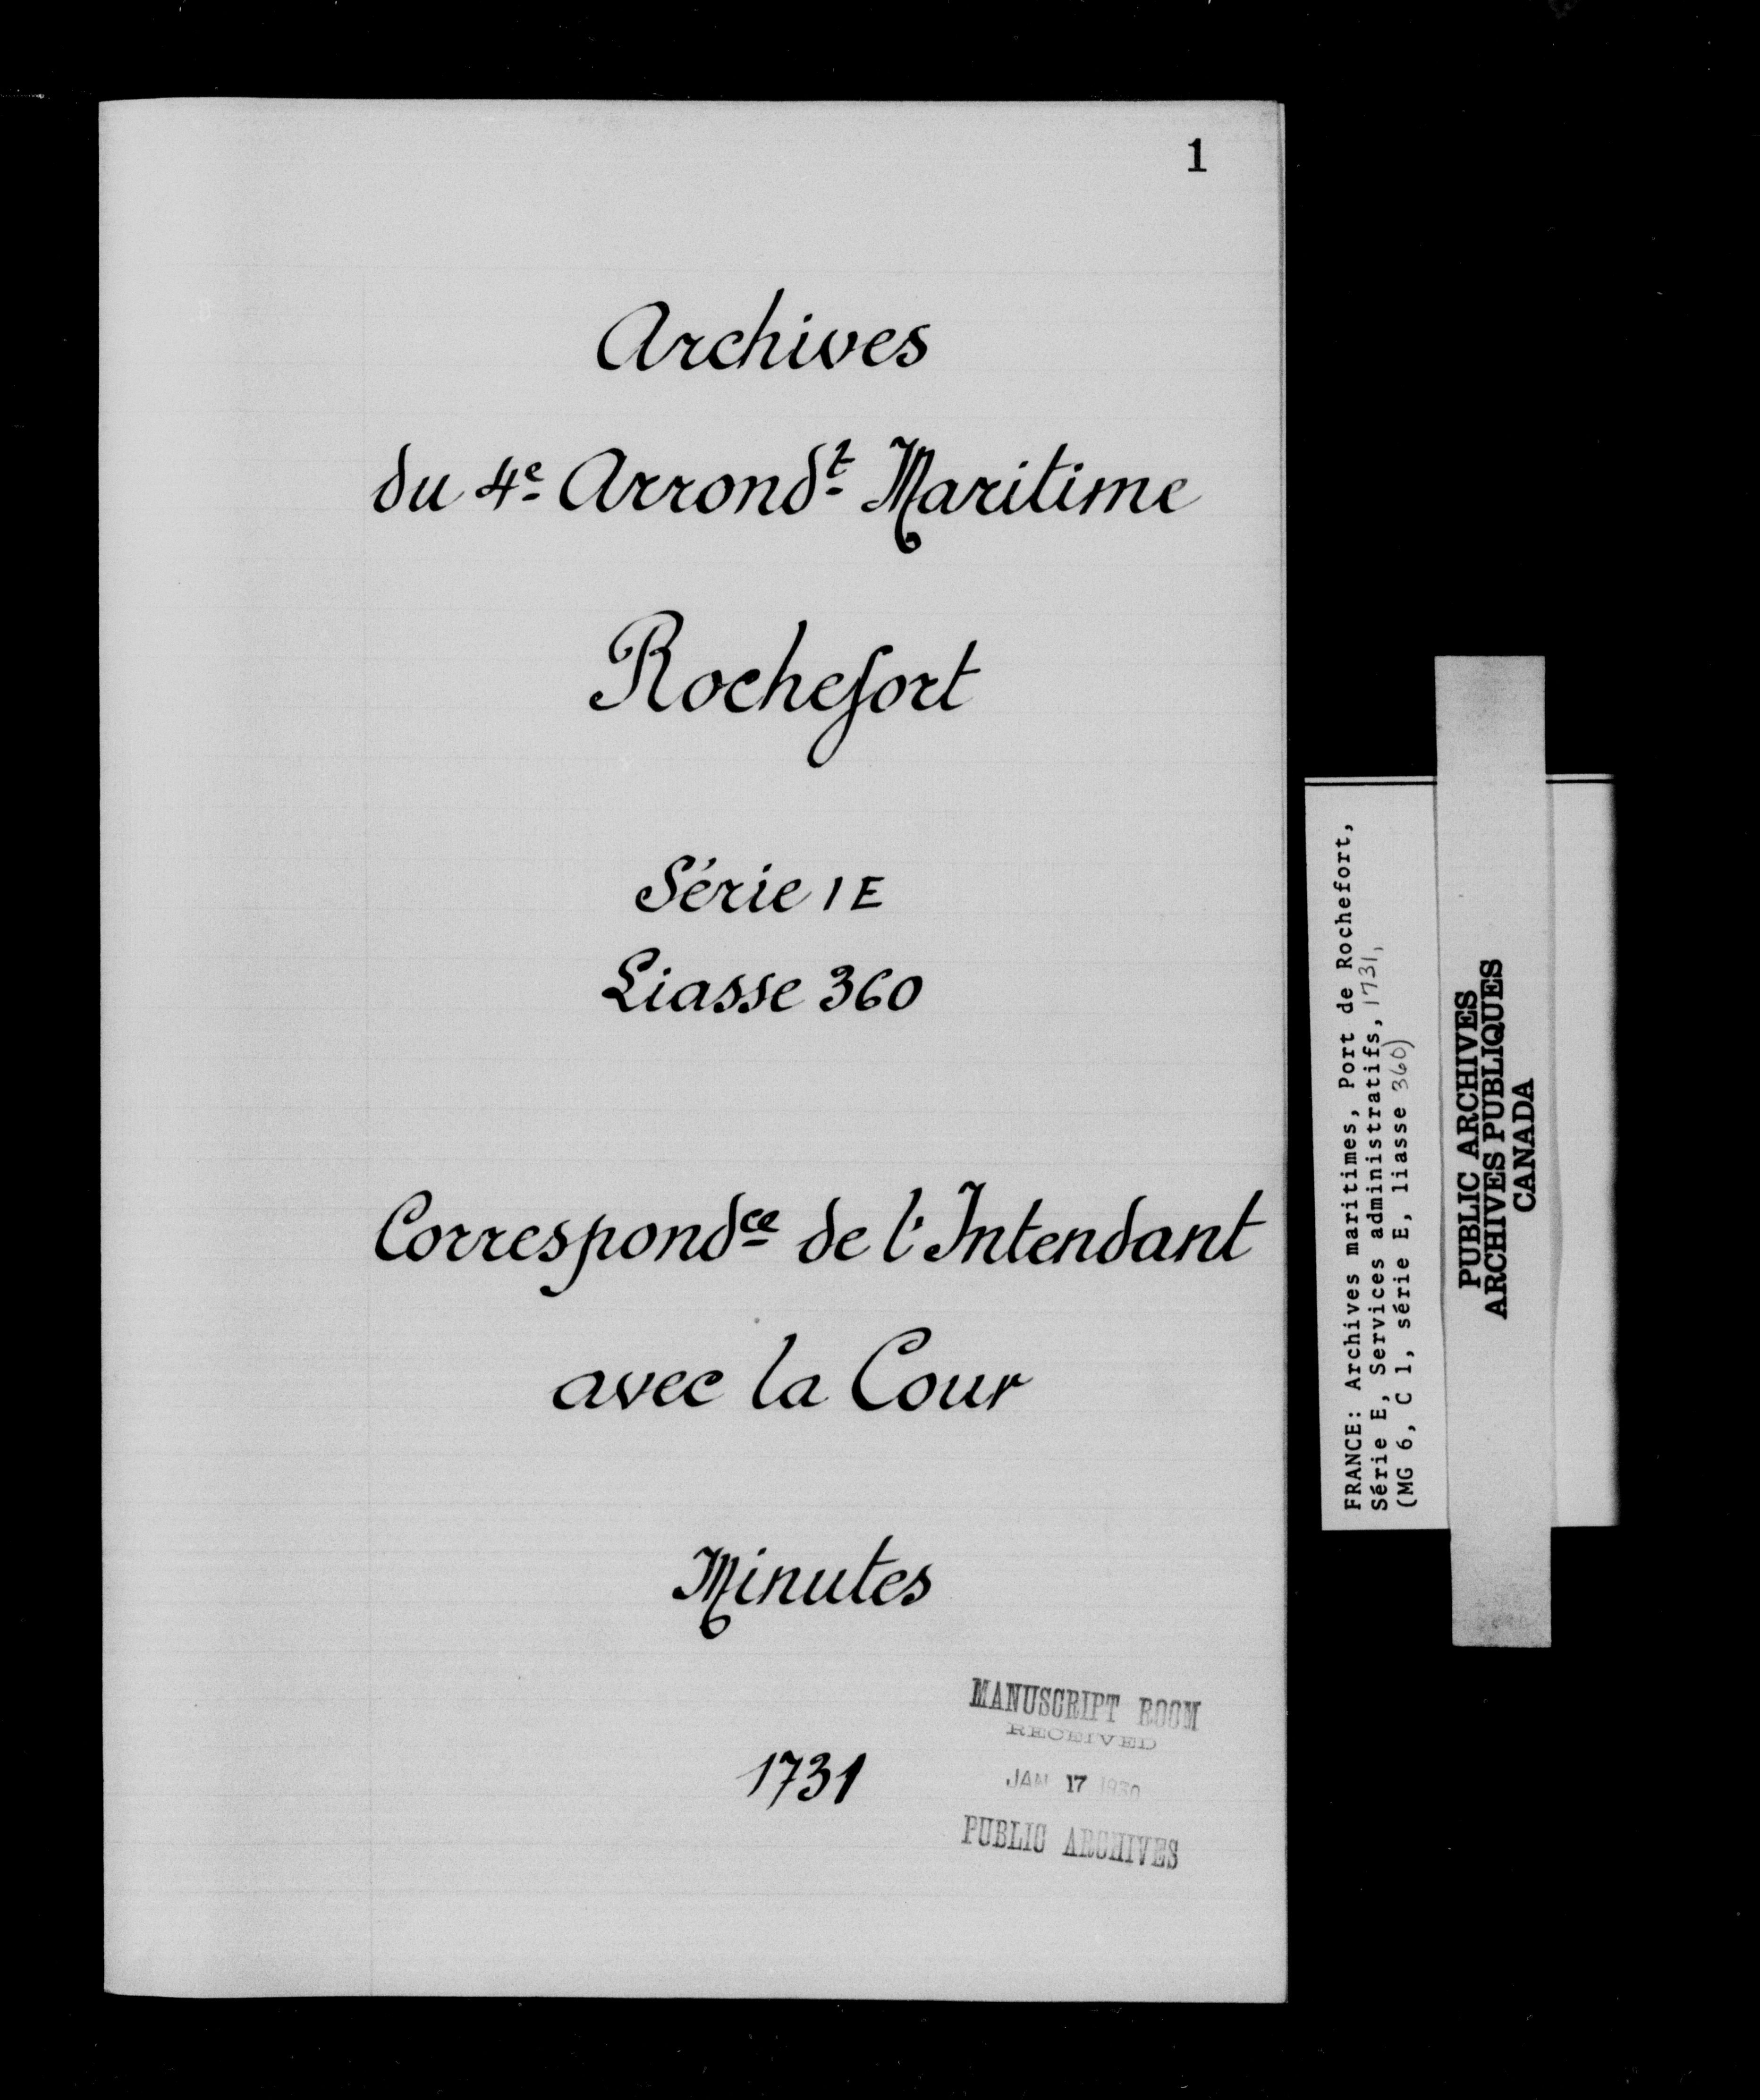 1
Archives
du 4e Arrondt Maritime
Rochefort
Série 1E
Liasse 360
Correspondce de l'Intendant
avec la Cour
Minutes
1731
MANUSCRIPT ROOM
RECEIVED
JAN 17 1930
PUBLIC ARCHIVES
FRANCE: Archives maritimes, Port de Rochefort,
Série E, Services administratifs, 1731,
(MG 6, C 1, série E, liasse 360)
PUBLIC ARCHIVES
ARCHIVES PUBLIQUES
CANADA